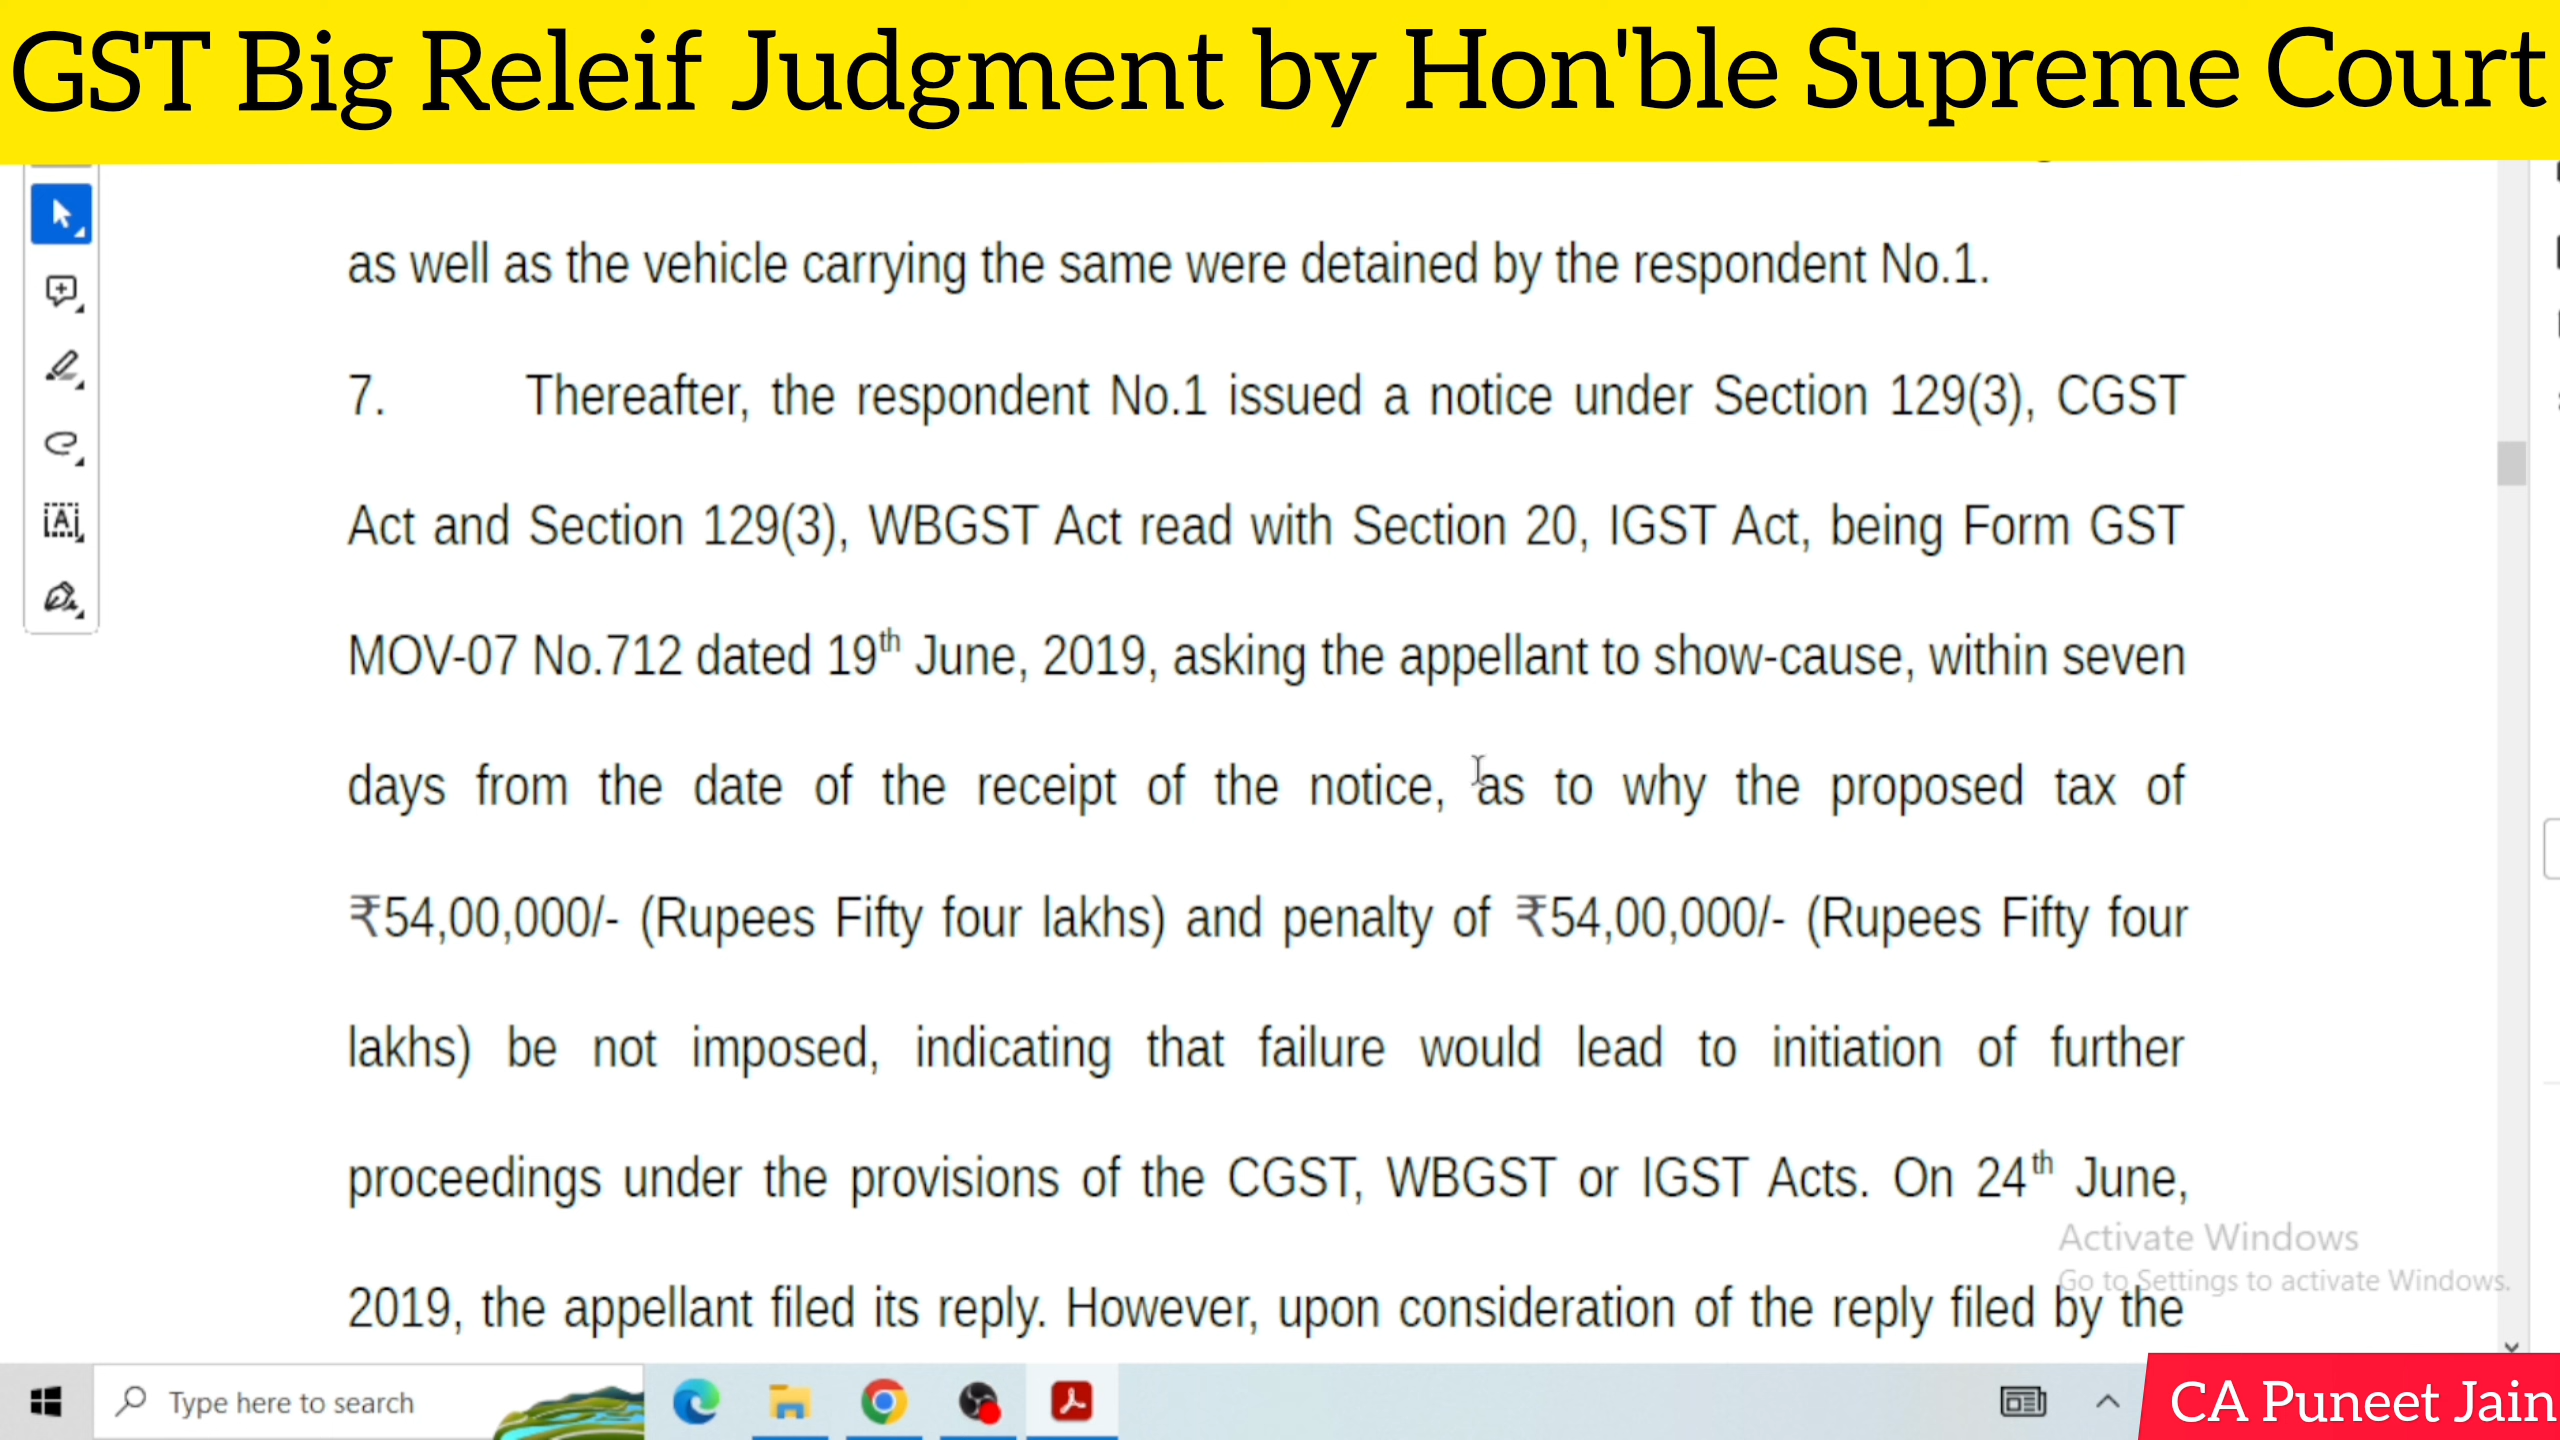 GST Big Releif Judgment by Hon'ble Supreme Court
as well as the vehicle carrying the same were detained by the respondent No.1.
7. Thereafter, the respondent No.1 issued a notice under Section 129(3), CGST
Act and Section 129(3), WBGST Act read with Section 20, IGST Act, being Form GST
MOV-07 No.712 dated 19th June, 2019, asking the appellant to show-cause, within seven
days from the date of the receipt of the notice, as to why the proposed tax of
₹54,00,000/- (Rupees Fifty four lakhs) and penalty of ₹54,00,000/- (Rupees Fifty four
lakhs) be not imposed, indicating that failure would lead to initiation of further
proceedings under the provisions of the CGST, WBGST or IGST Acts. On 24th June,
2019, the appellant filed its reply. However, upon consideration of the reply filed by the
Activate Windows
Go to Settings to activate Windows.
Type here to search
CA Puneet Jain